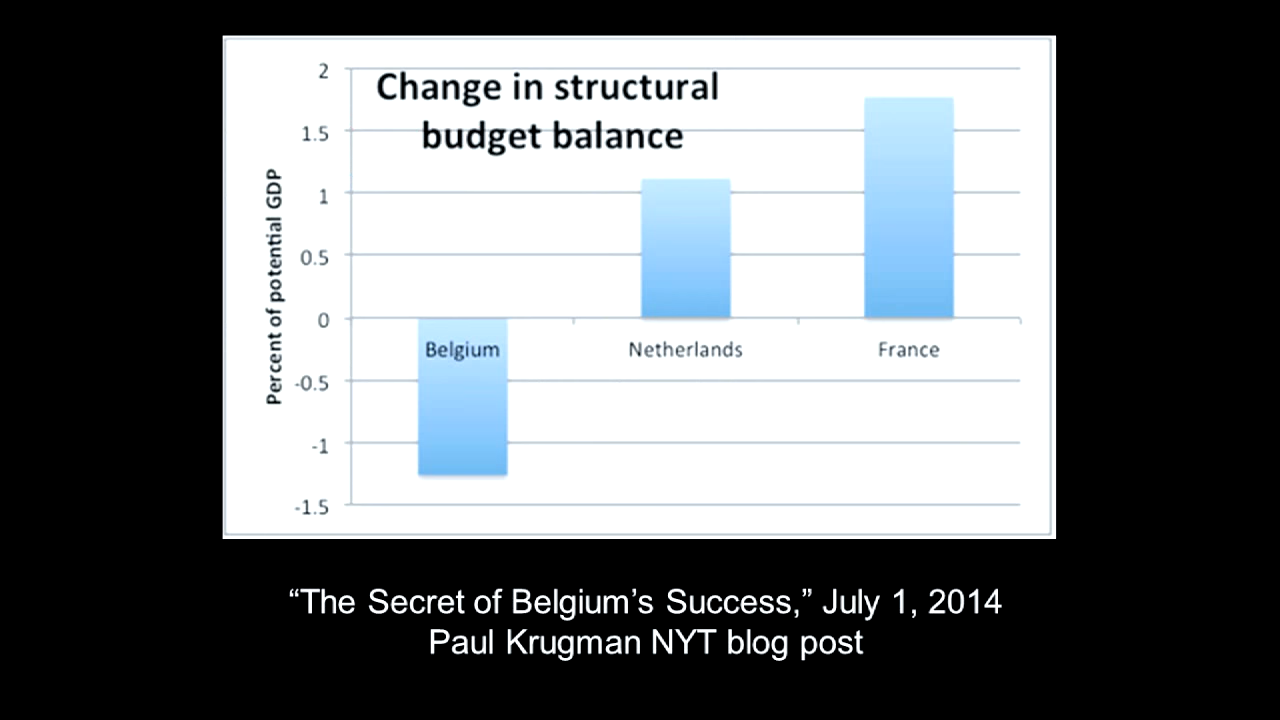 Change in structural
budget balance
Percent of potential GDP
2
1.5
1
0.5
0
-0.5
-1
-1.5
Belgium
Netherlands
France
“The Secret of Belgium’s Success,” July 1, 2014
Paul Krugman NYT blog post